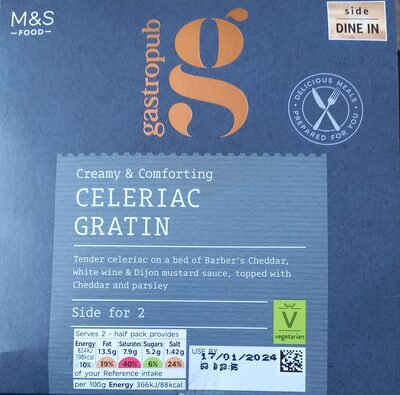 M&S
FOOD
gastropub
g
side
DINE IN
DELICIOUS MEALS
PREPARED FOR YOU
Creamy & Comforting
CELERIAC
GRATIN
Tender celeriac on a bed of Barber's Cheddar,
white wine & Dijon mustard sauce, topped with
Cheddar and parsley
Side for 2
Serves 2 - half pack provides
Energy Fat Saturates Sugars Salt
824kJ 13.5g 7.9g 5.2g 1.42g
198kcal
10% 19% 40% 6% 24%
of your Reference intake
per 100g Energy 366kJ/88kcal
V
vegetarian
USE BY
17/01/2024